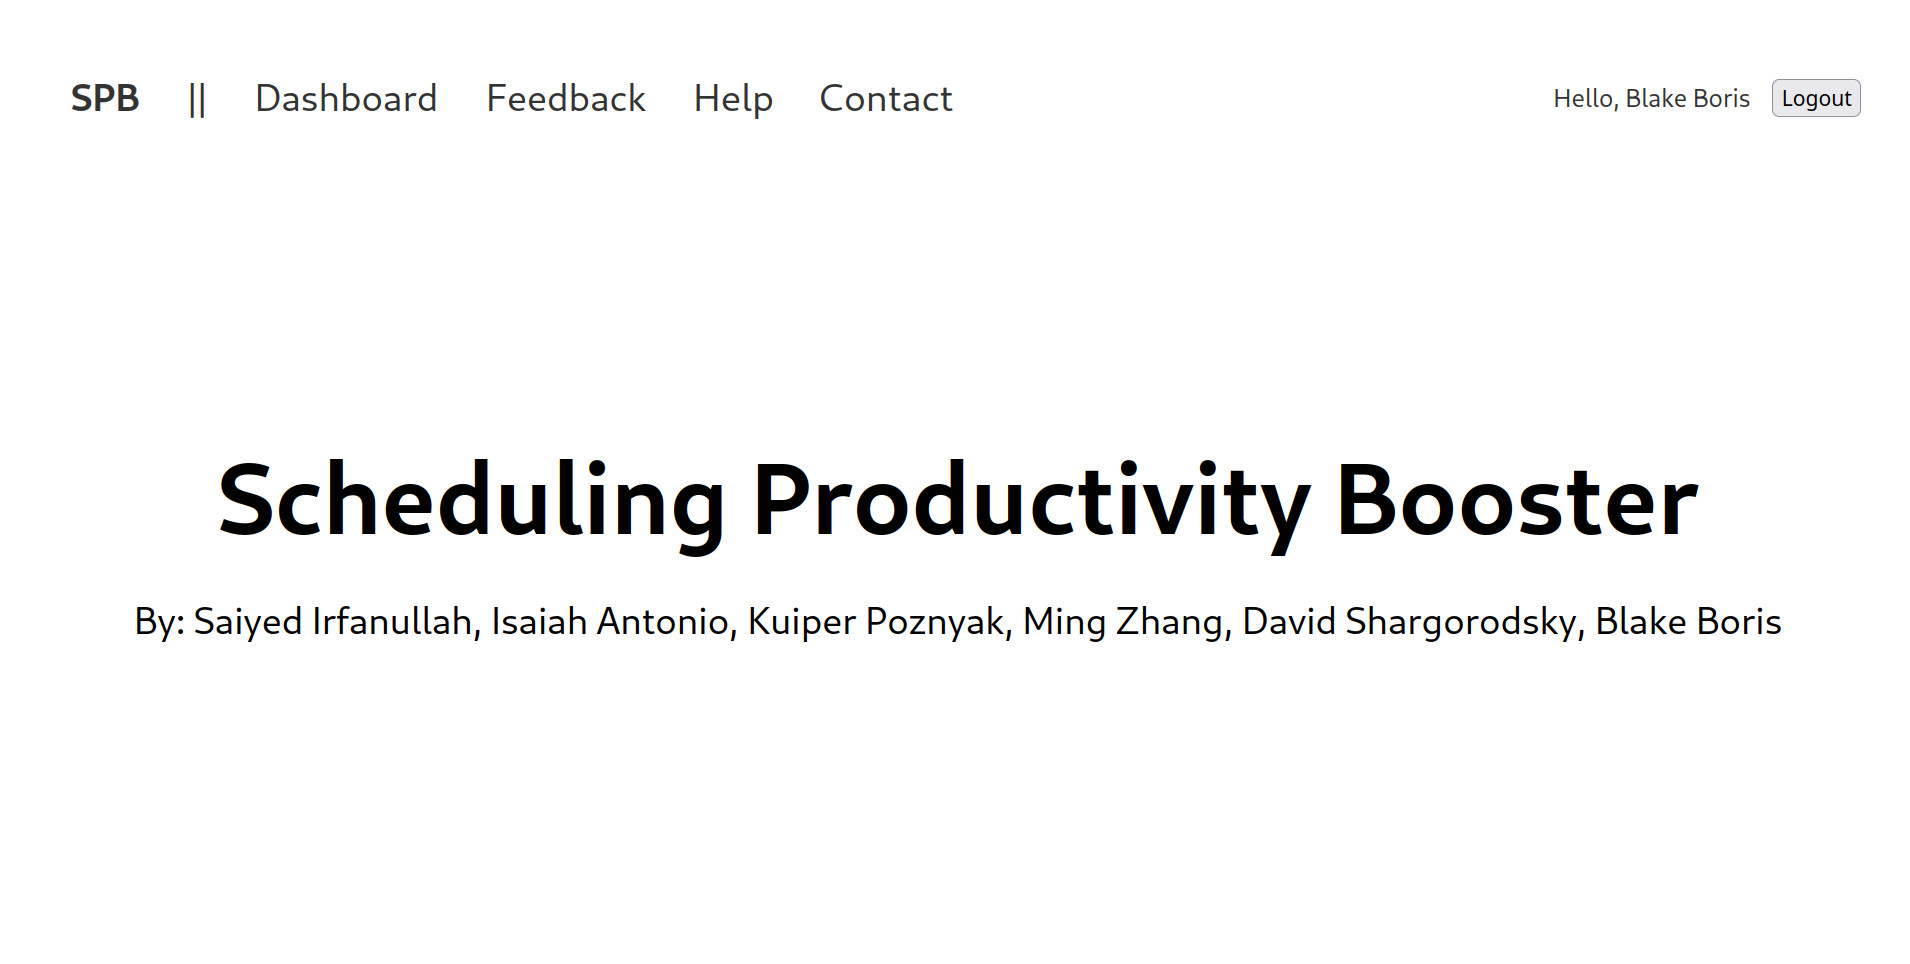 SPB || Dashboard Feedback Help Contact Hello, Blake Boris Logout
Scheduling Productivity Booster
By: Saiyed Irfanullah, Isaiah Antonio, Kuiper Poznyak, Ming Zhang, David Shargorodsky, Blake Boris